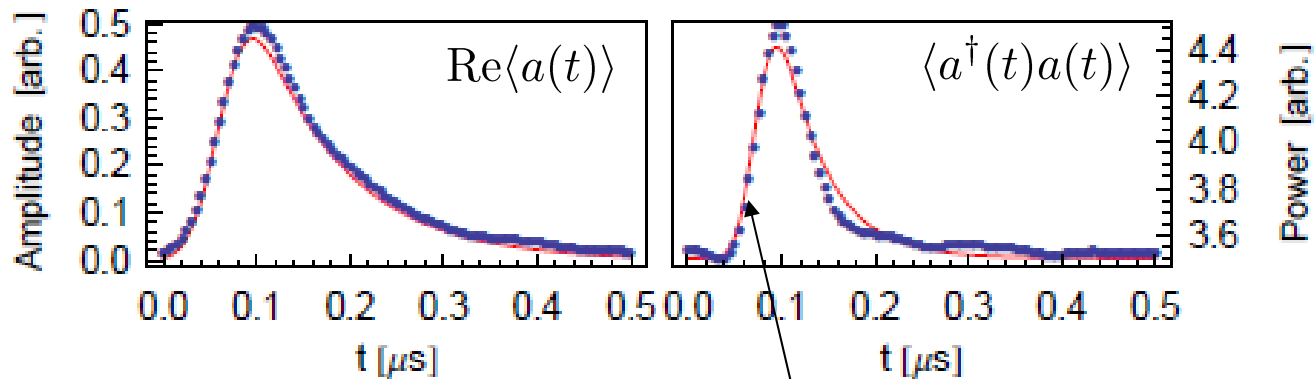 Amplitude [arb.]
0.5
0.4
0.3
0.2
0.1
0.0
Re⟨a(t)⟩
0.0 0.1 0.2 0.3 0.4 0.5
t [μs]
⟨a†(t)a(t)⟩
4.4
4.2
4.0
3.8
3.6
Power [arb.]
0.0 0.1 0.2 0.3 0.4 0.5
t [μs]